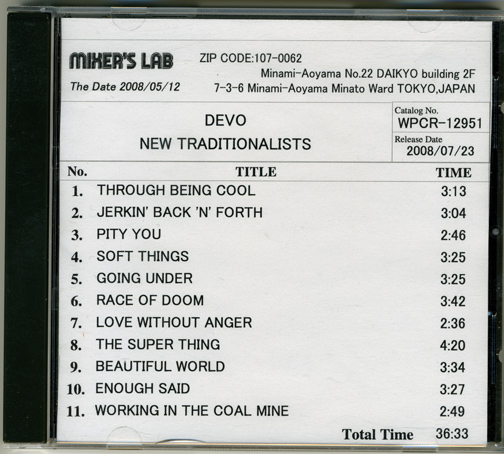 MIXER'S LAB ZIP CODE:107-0062
Minami-Aoyama No.22 DAIKYO building 2F
The Date 2008/05/12 7-3-6 Minami-Aoyama Minato Ward TOKYO,JAPAN
Catalog No.
DEVO WPCR-12951
NEW TRADITIONALISTS Release Date
2008/07/23
No. TITLE TIME
1. THROUGH BEING COOL 3:13
2. JERKIN' BACK 'N' FORTH 3:04
3. PITY YOU 2:46
4. SOFT THINGS 3:25
5. GOING UNDER 3:25
6. RACE OF DOOM 3:42
7. LOVE WITHOUT ANGER 2:36
8. THE SUPER THING 4:20
9. BEAUTIFUL WORLD 3:34
10. ENOUGH SAID 3:27
11. WORKING IN THE COAL MINE 2:49
Total Time 36:33